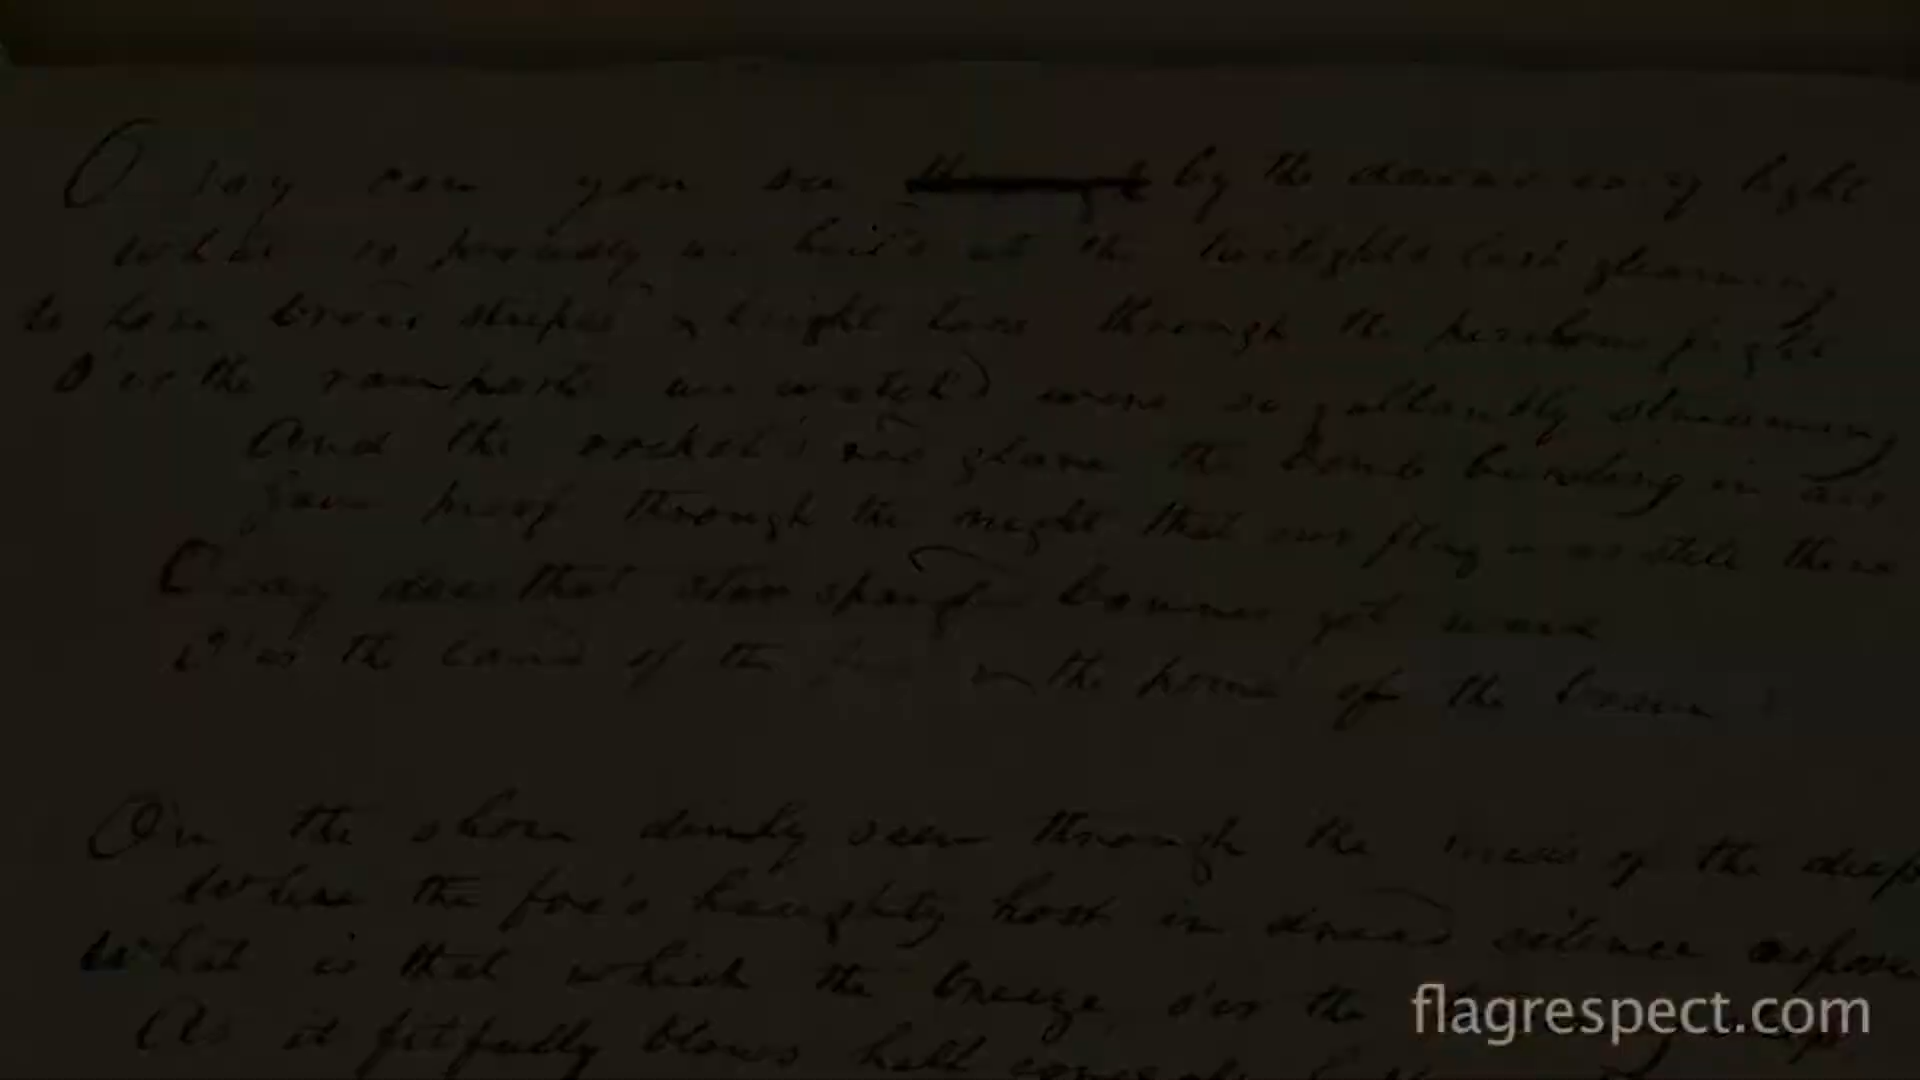 O say can you see by the dawn's early light
What so proudly we hail'd at the twilight's last gleaming,
Whose broad stripes & bright stars through the perilous fight
O'er the ramparts we watch'd, were so gallantly streaming,
And the rocket's red glare, the bomb bursting in air
Gave proof through the night that our flag was still there
O say does that star spangled banner yet wave
O'er the land of the free & the home of the brave?
On the shore dimly seen through the mists of the deep
Where the foe's haughty host in dread silence reposes
What is that which the breeze, o'er the steep
As it fitfully blows, half conceals
flagrespect.com